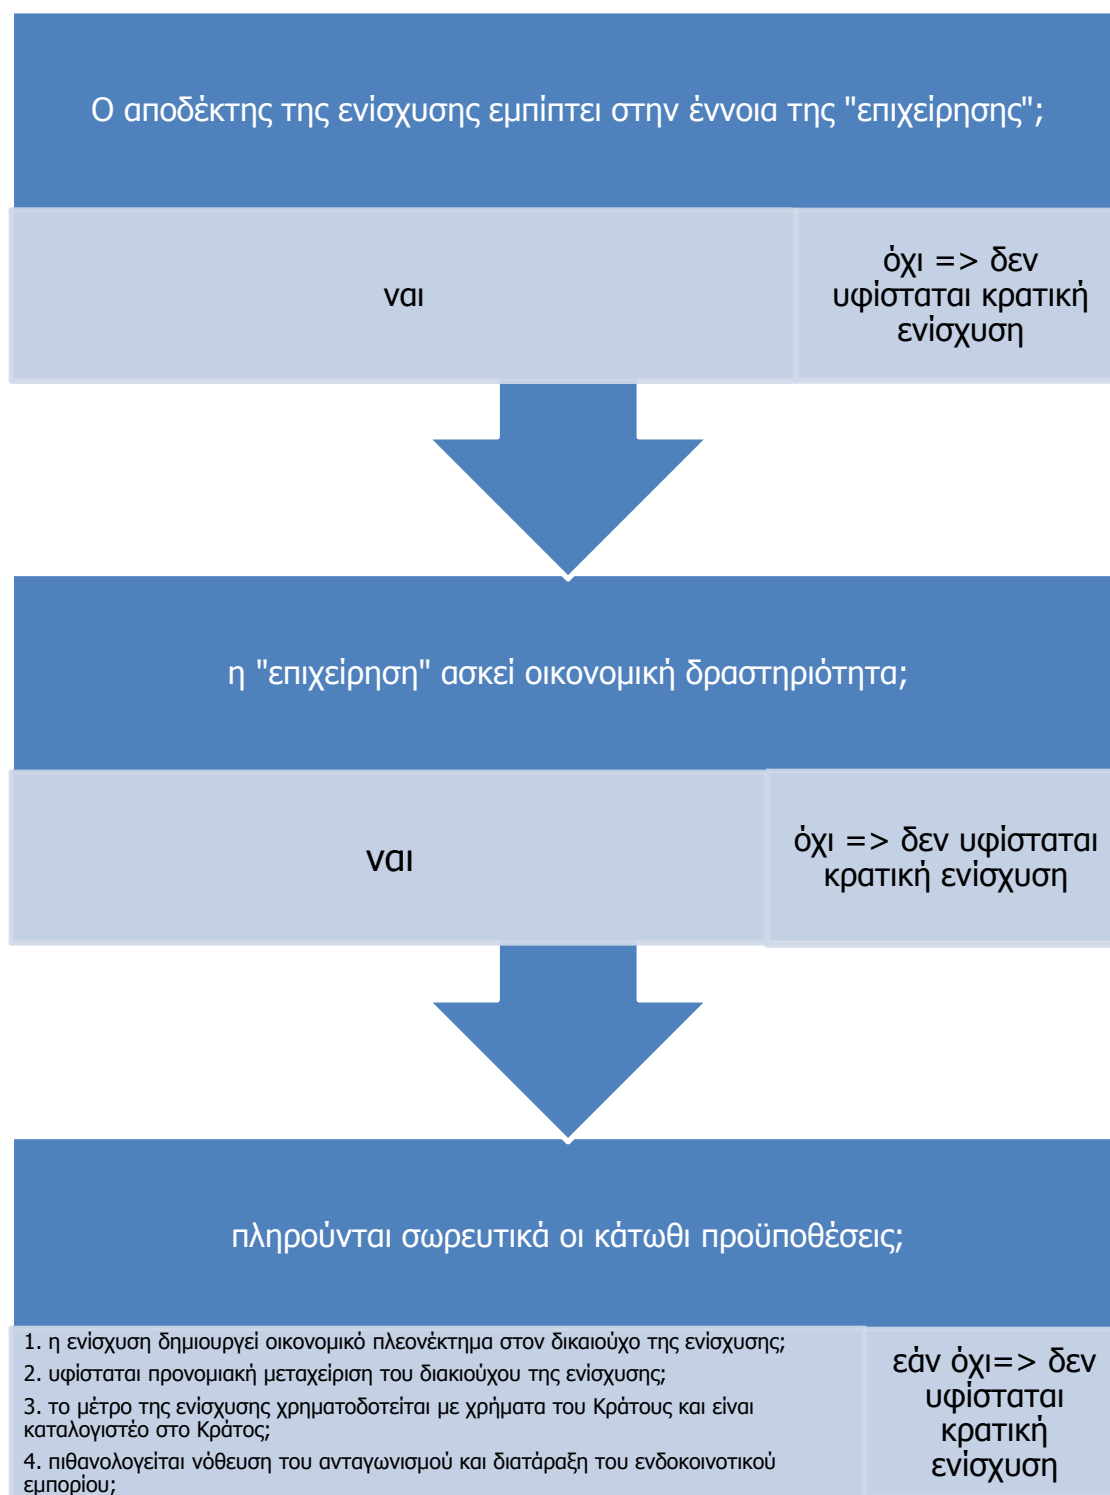 Ο αποδέκτης της ενίσχυσης εμπίπτει στην έννοια της "επιχείρησης";
ναι
όχι => δεν
υφίσταται κρατική
ενίσχυση
η "επιχείρηση" ασκεί οικονομική δραστηριότητα;
ναι
όχι => δεν υφίσταται
κρατική ενίσχυση
πληρούνται σωρευτικά οι κάτωθι προϋποθέσεις;
1. η ενίσχυση δημιουργεί οικονομικό πλεονέκτημα στον δικαιούχο της ενίσχυσης;
2. υφίσταται προνομιακή μεταχείριση του διακιούχου της ενίσχυσης;
3. το μέτρο της ενίσχυσης χρηματοδοτείται με χρήματα του Κράτους και είναι
καταλογιστέο στο Κράτος;
4. πιθανολογείται νόθευση του ανταγωνισμού και διατάραξη του ενδοκοινοτικού
εμπορίου;
εάν όχι=> δεν
υφίσταται
κρατική
ενίσχυση